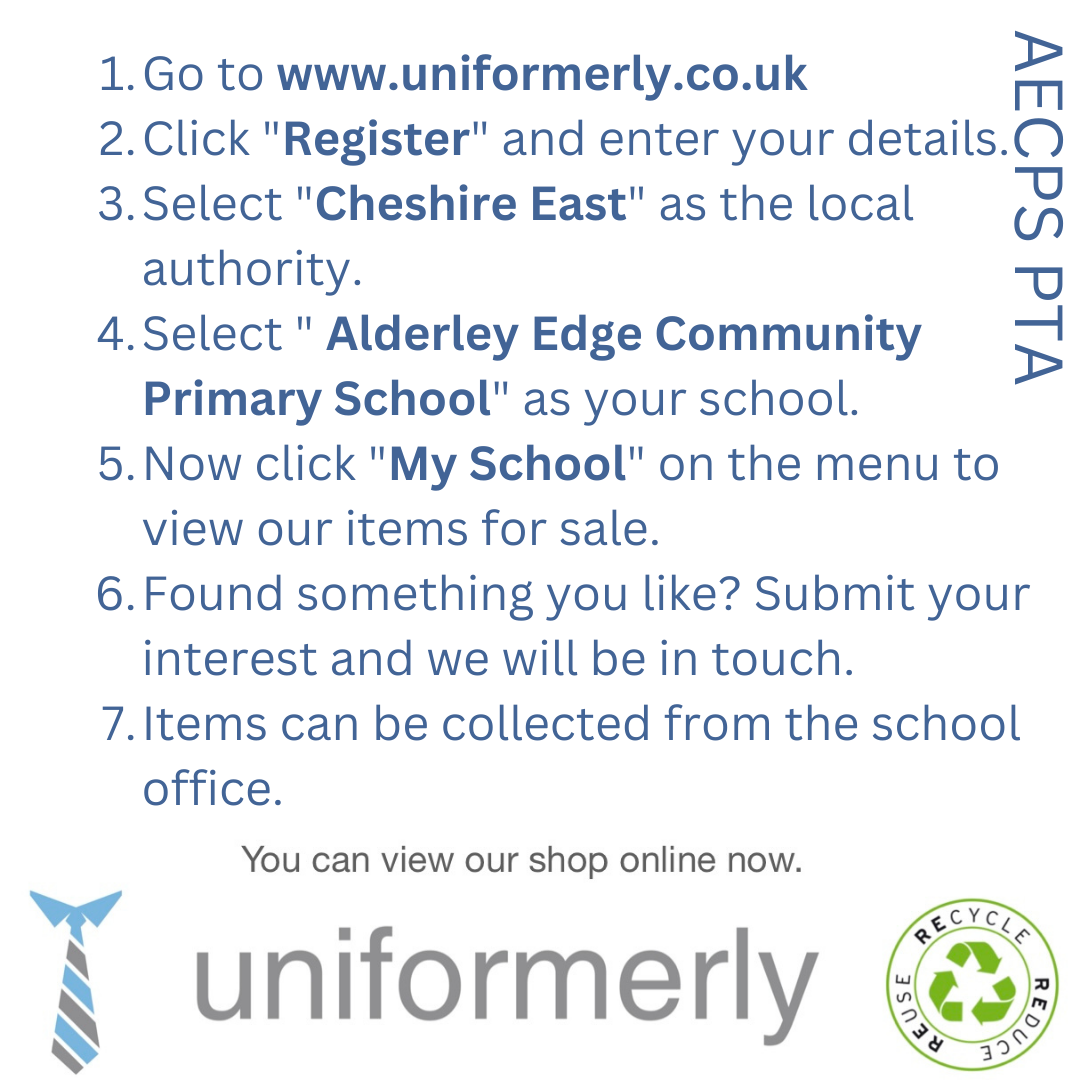 1. Go to www.uniformerly.co.uk
2. Click "Register" and enter your details.
3. Select "Cheshire East" as the local
authority.
4. Select " Alderley Edge Community
Primary School" as your school.
5. Now click "My School" on the menu to
view our items for sale.
6. Found something you like? Submit your
interest and we will be in touch.
7. Items can be collected from the school
office.
AECPS PTA
You can view our shop online now.
uniformerly
RECYCLE
REDUCE
REUSE